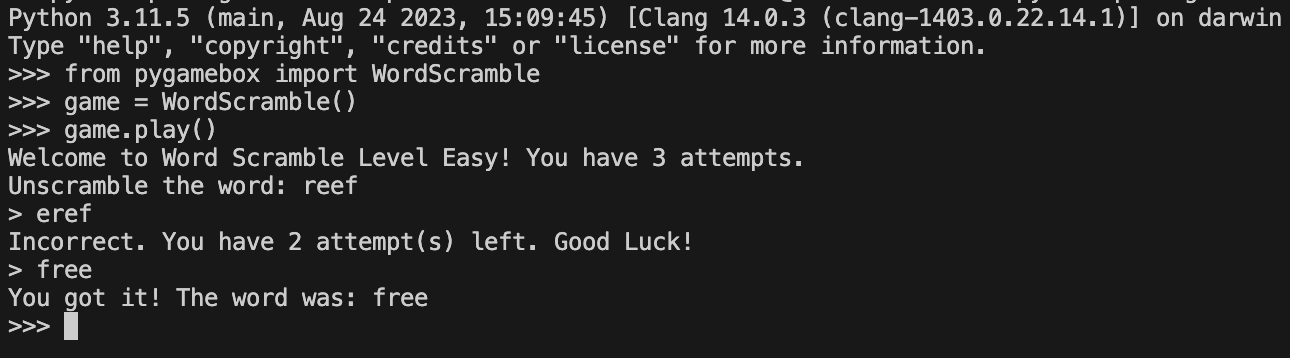 Python 3.11.5 (main, Aug 24 2023, 15:09:45) [Clang 14.0.3 (clang-1403.0.22.14.1)] on darwin
Type "help", "copyright", "credits" or "license" for more information.
>>> from pygamebox import WordScramble
>>> game = WordScramble()
>>> game.play()
Welcome to Word Scramble Level Easy! You have 3 attempts.
Unscramble the word: reef
> eref
Incorrect. You have 2 attempt(s) left. Good Luck!
> free
You got it! The word was: free
>>>